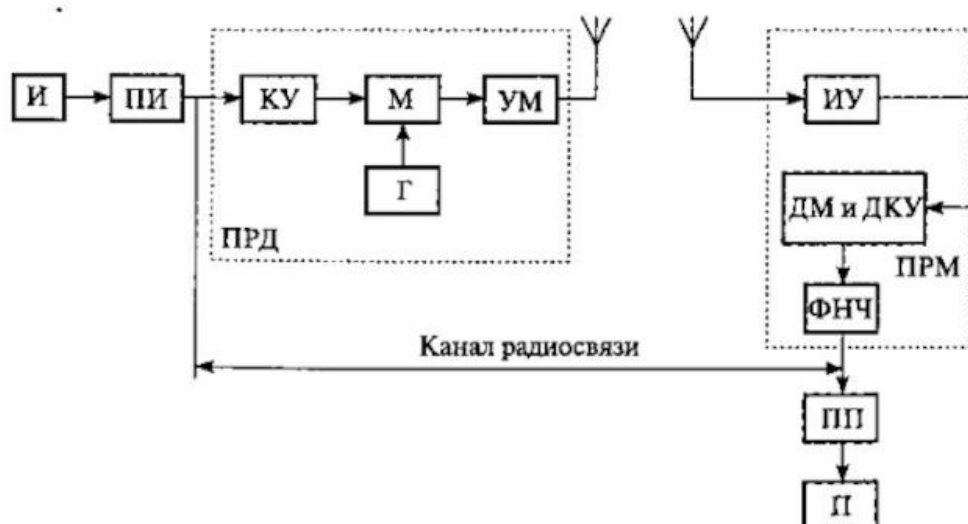 И
ПИ
КУ
М
УМ
ИУ
Г
ПРД
ДМ и ДКУ
ПРМ
ФНЧ
Канал радиосвязи
ПП
П